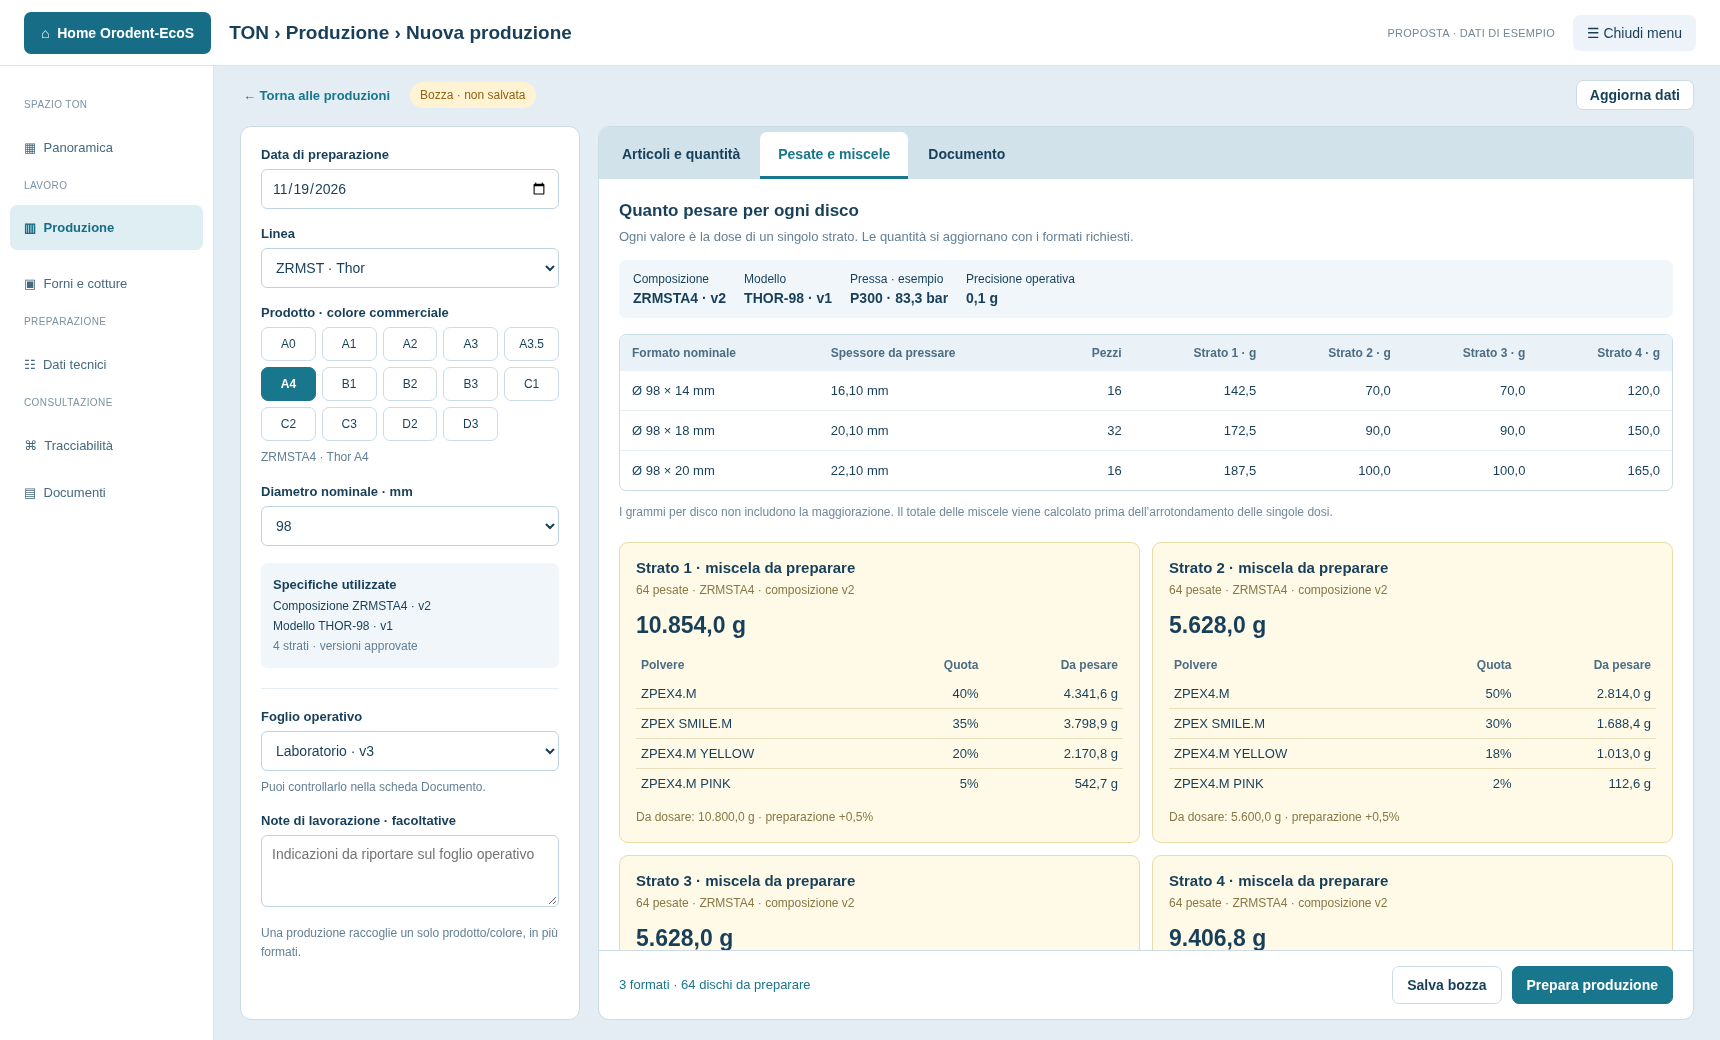 ⌂ Home Orodent-EcoS
TON › Produzione › Nuova produzione
PROPOSTA · DATI DI ESEMPIO
☰ Chiudi menu
SPAZIO TON
▦ Panoramica
LAVORO
▥ Produzione
▣ Forni e cotture
PREPARAZIONE
☷ Dati tecnici
CONSULTAZIONE
⌘ Tracciabilità
▤ Documenti
← Torna alle produzioni
Bozza · non salvata
Aggiorna dati
Data di preparazione
11/19/2026
Linea
ZRMST · Thor
Prodotto · colore commerciale
A0 A1 A2 A3 A3.5
A4 B1 B2 B3 C1
C2 C3 D2 D3
ZRMSTA4 · Thor A4
Diametro nominale · mm
98
Specifiche utilizzate
Composizione ZRMSTA4 · v2
Modello THOR-98 · v1
4 strati · versioni approvate
Foglio operativo
Laboratorio · v3
Puoi controllarlo nella scheda Documento.
Note di lavorazione · facoltative
Indicazioni da riportare sul foglio operativo
Una produzione raccoglie un solo prodotto/colore, in più
formati.
Articoli e quantità Pesate e miscele Documento
Quanto pesare per ogni disco
Ogni valore è la dose di un singolo strato. Le quantità si aggiornano con i formati richiesti.
Composizione Modello Pressa · esempio Precisione operativa
ZRMSTA4 · v2 THOR-98 · v1 P300 · 83,3 bar 0,1 g
Formato nominale Spessore da pressare Pezzi Strato 1 · g Strato 2 · g Strato 3 · g Strato 4 · g
Ø 98 × 14 mm 16,10 mm 16 142,5 70,0 70,0 120,0
Ø 98 × 18 mm 20,10 mm 32 172,5 90,0 90,0 150,0
Ø 98 × 20 mm 22,10 mm 16 187,5 100,0 100,0 165,0
I grammi per disco non includono la maggiorazione. Il totale delle miscele viene calcolato prima dell'arrotondamento delle singole dosi.
Strato 1 · miscela da preparare
64 pesate · ZRMSTA4 · composizione v2
10.854,0 g
Polvere Quota Da pesare
ZPEX4.M 40% 4.341,6 g
ZPEX SMILE.M 35% 3.798,9 g
ZPEX4.M YELLOW 20% 2.170,8 g
ZPEX4.M PINK 5% 542,7 g
Da dosare: 10.800,0 g · preparazione +0,5%
Strato 2 · miscela da preparare
64 pesate · ZRMSTA4 · composizione v2
5.628,0 g
Polvere Quota Da pesare
ZPEX4.M 50% 2.814,0 g
ZPEX SMILE.M 30% 1.688,4 g
ZPEX4.M YELLOW 18% 1.013,0 g
ZPEX4.M PINK 2% 112,6 g
Da dosare: 5.600,0 g · preparazione +0,5%
Strato 3 · miscela da preparare
64 pesate · ZRMSTA4 · composizione v2
5.628,0 g
Strato 4 · miscela da preparare
64 pesate · ZRMSTA4 · composizione v2
9.406,8 g
3 formati · 64 dischi da preparare
Salva bozza
Prepara produzione